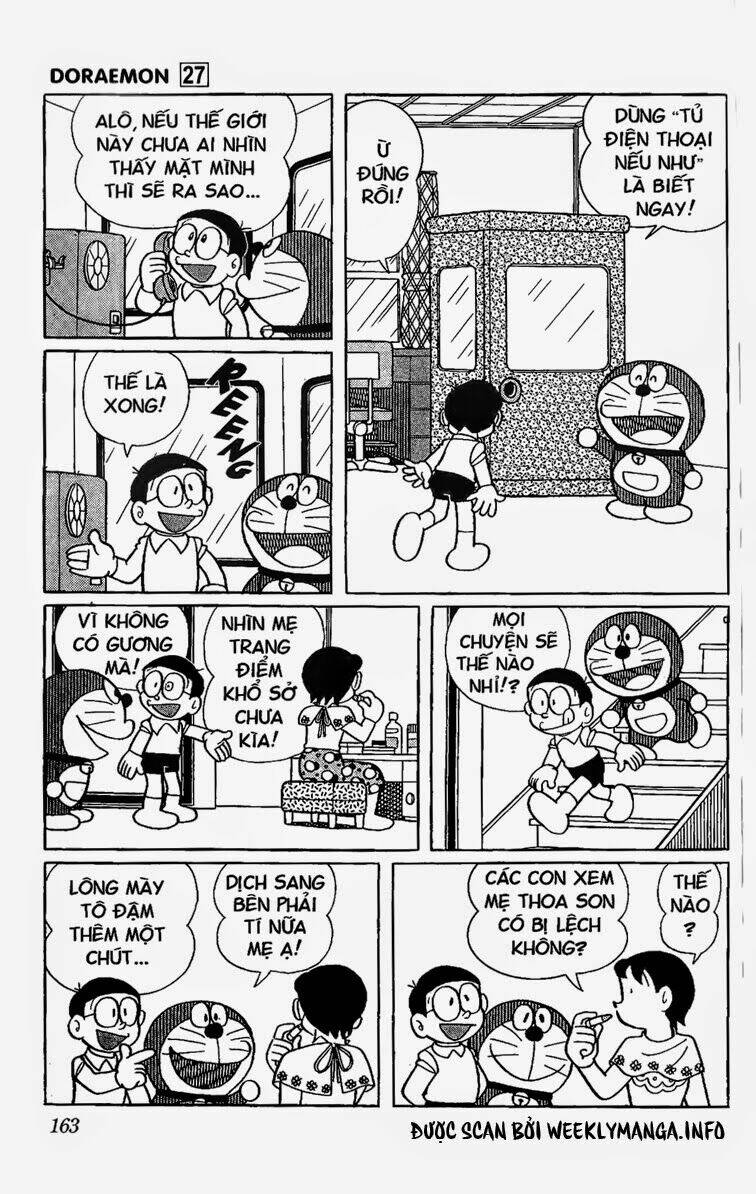 DORAEMON 27
DÙNG "TỦ
ĐIỆN THOẠI
NẾU NHƯ"
LÀ BIẾT
NGAY!
Ừ
ĐÚNG
RỒI!
ALÔ, NẾU THẾ GIỚI
NÀY CHƯA AI NHÌN
THẤY MẶT MÌNH
THÌ SẼ RA SAO...
THẾ LÀ
XONG!
REENG
MỌI
CHUYỆN SẼ
THẾ NÀO
NHỈ!?
NHÌN MẸ
TRANG
ĐIỂM
KHỔ SỞ
CHƯA
KÌA!
VÌ KHÔNG
CÓ GƯƠNG
MÀ!
THẾ
NÀO
?
CÁC CON XEM
MẸ THOA SON
CÓ BỊ LỆCH
KHÔNG?
DỊCH SANG
BÊN PHẢI
TÍ NỮA
MẸ Ạ!
LÔNG MÀY
TÔ ĐẬM
THÊM MỘT
CHÚT...
163
ĐƯỢC SCAN BỞI WEEKLYMANGA.INFO